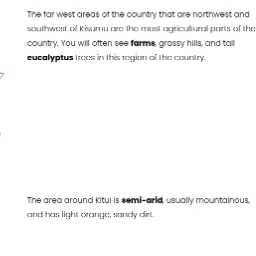 The far west areas of the country that are northwest and
southwest of Kisumu are the most agricultural parts of the
country. You will often see farms, grassy hills, and tall
eucalyptus trees in this region of the country.
The area around Kitui is semi-arid, usually mountainous,
and has light orange, sandy dirt.